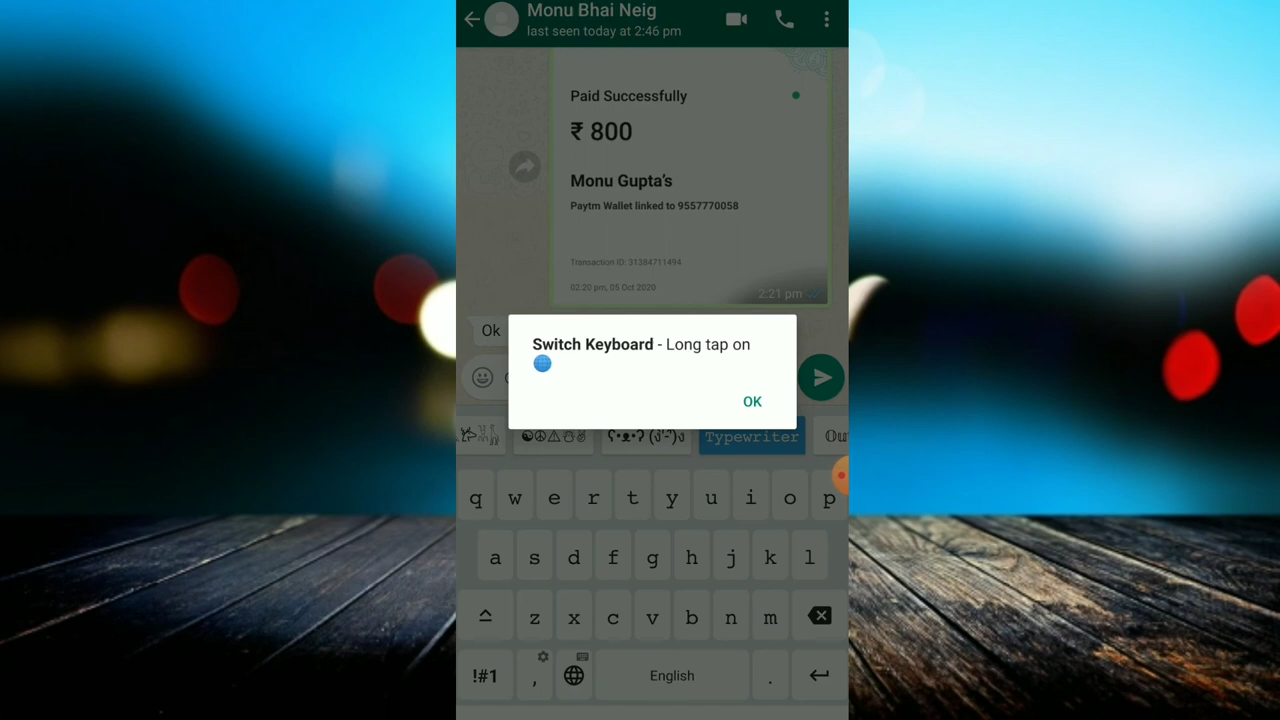 Monu Bhai Neig
last seen today at 2:46 pm
Paid Successfully
₹ 800
Monu Gupta's
Paytm Wallet linked to 9557770058
Transaction ID: 31384711494
02:20 pm, 05 Oct 2020
2:21 pm
Ok
Switch Keyboard - Long tap on
OK
Typewriter
q w e r t y u i o p
a s d f g h j k l
z x c v b n m
!#1 , English .